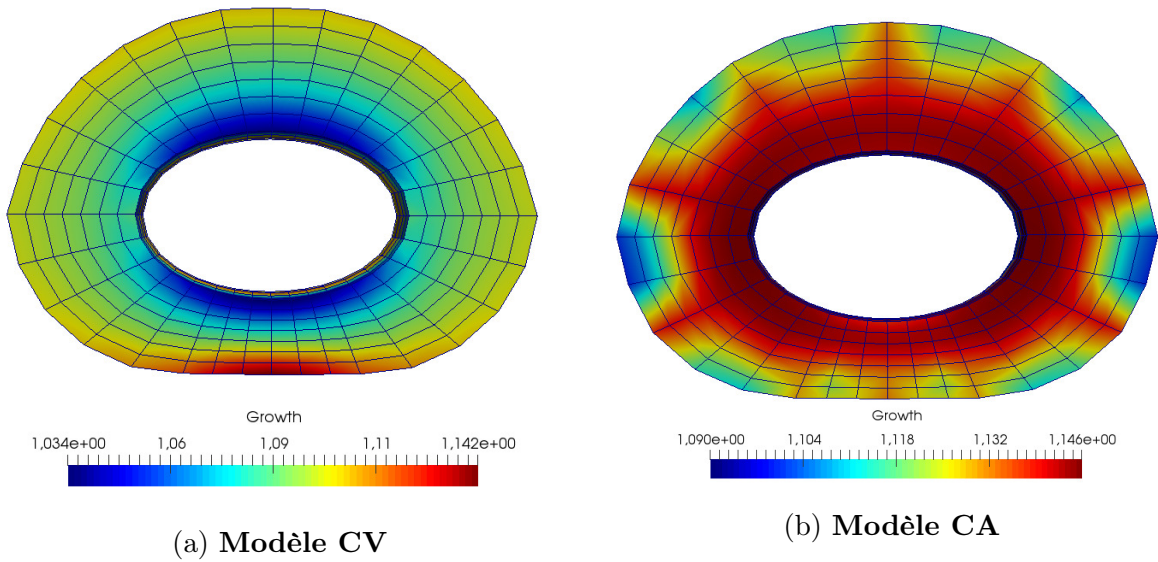 Growth
1,034e+00 1,06 1,09 1,11 1,142e+00
(a) Modèle CV
Growth
1,090e+00 1,104 1,118 1,132 1,146e+00
(b) Modèle CA